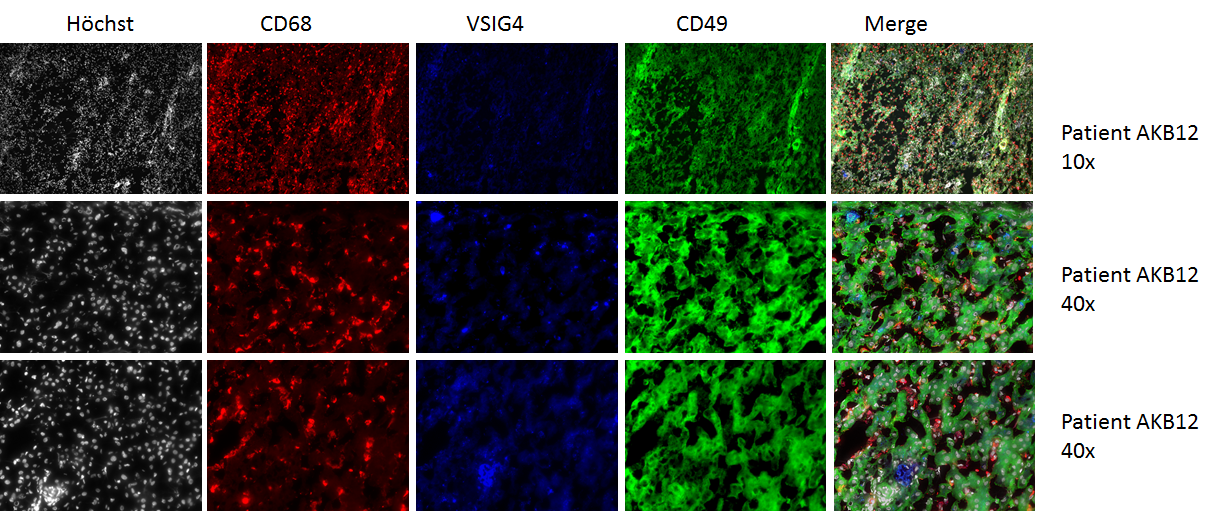 Höchst CD68 VSIG4 CD49 Merge
Patient AKB12
10x
Patient AKB12
40x
Patient AKB12
40x